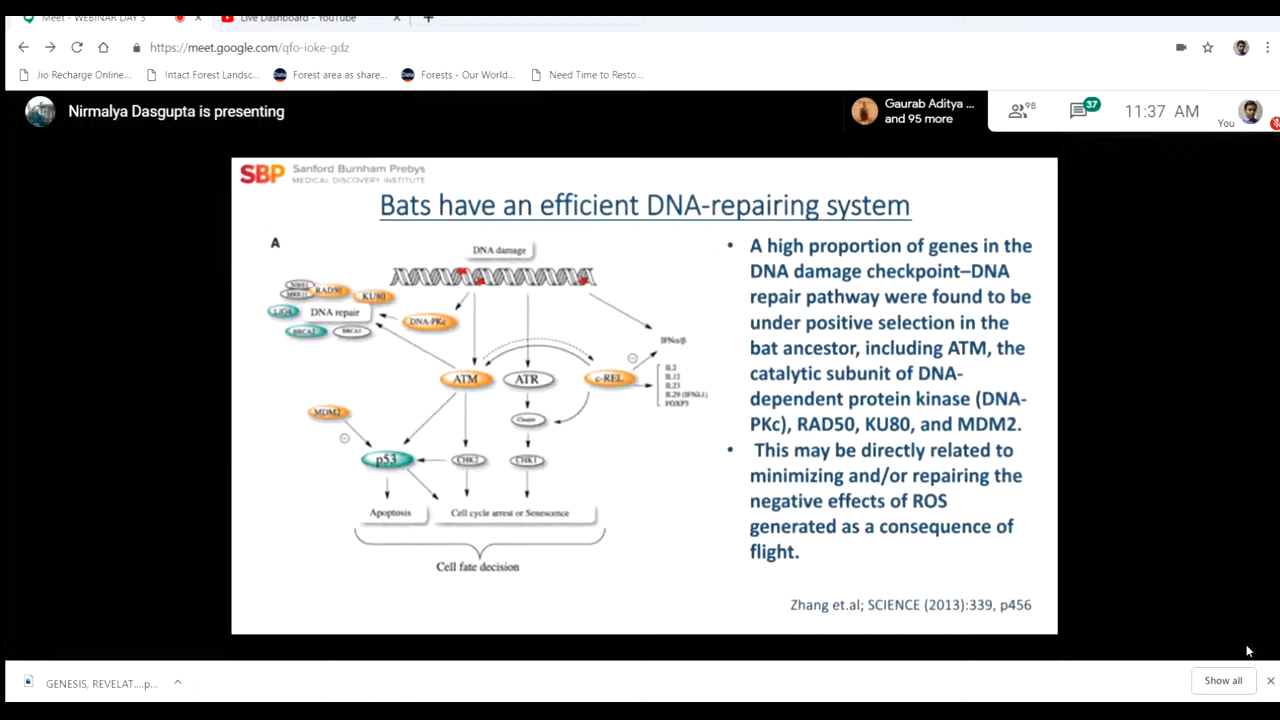 Meet - WEBINAR DAY 3
Live Dashboard - YouTube
https://meet.google.com/qfo-ioke-gdz
Jio Recharge Online...
Intact Forest Landsc...
Forest area as share...
Forests - Our World...
Need Time to Resto...
Nirmalya Dasgupta is presenting
Gaurab Aditya ...
and 95 more
98
37
11:37 AM
You
SBP Sanford Burnham Prebys
MEDICAL DISCOVERY INSTITUTE
Bats have an efficient DNA-repairing system
A
DNA damage
RAD50
KU80
DNA repair
DNA-PKc
BRCA1
IFNα/β
ATM
ATR
c-REL
IL2
IL12
IL23
IL29 (IFNλ1)
FOXP3
MDM2
p53
CHK2
CHK1
Apoptosis
Cell cycle arrest or Senescence
Cell fate decision
• A high proportion of genes in the
DNA damage checkpoint–DNA
repair pathway were found to be
under positive selection in the
bat ancestor, including ATM, the
catalytic subunit of DNA-
dependent protein kinase (DNA-
PKc), RAD50, KU80, and MDM2.
• This may be directly related to
minimizing and/or repairing the
negative effects of ROS
generated as a consequence of
flight.
Zhang et.al; SCIENCE (2013):339, p456
GENESIS, REVELAT....p...
Show all